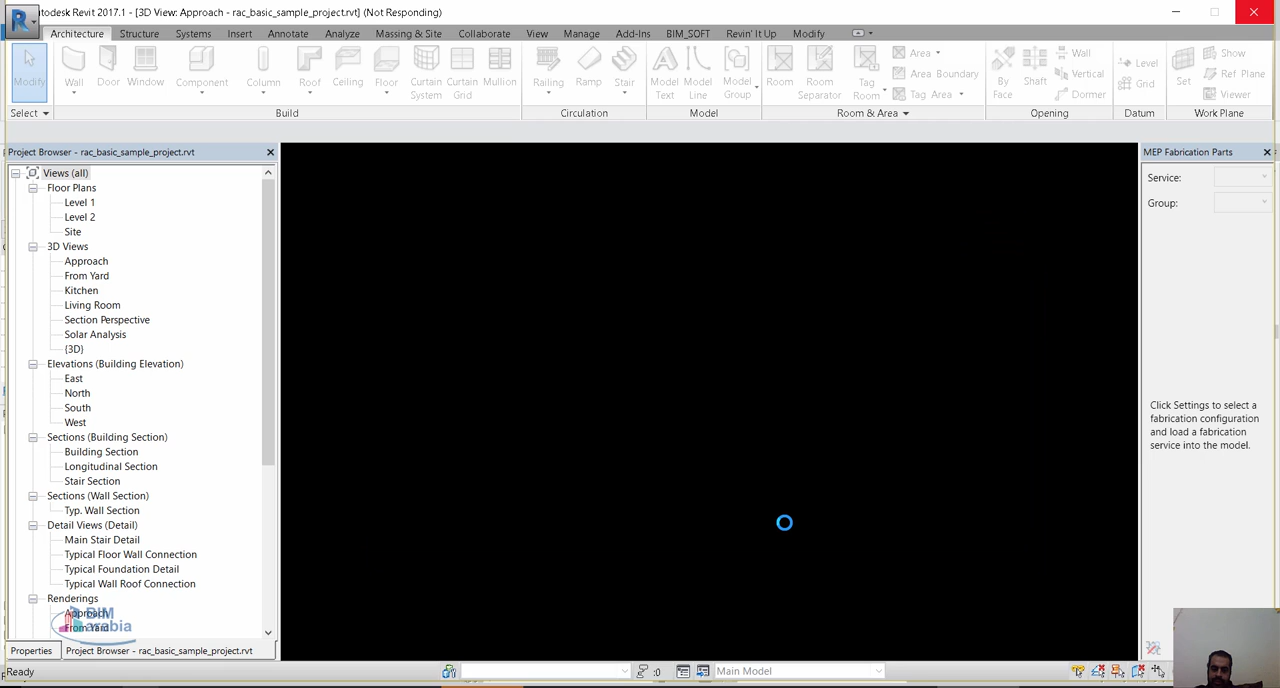 Autodesk Revit 2017.1 - [3D View: Approach - rac_basic_sample_project.rvt] (Not Responding)
Architecture Structure Systems Insert Annotate Analyze Massing & Site Collaborate View Manage Add-Ins BIM_SOFT Revin' It Up Modify
Modify Wall Door Window Component Column Roof Ceiling Floor Curtain System Curtain Grid Mullion Railing Ramp Stair Model Text Model Line Model Group Room Room Separator Tag Room Area Area Boundary Tag Area By Face Shaft Wall Vertical Dormer Level Grid Set Show Ref Plane Viewer
Select Build Circulation Model Room & Area Opening Datum Work Plane
Project Browser - rac_basic_sample_project.rvt
Views (all)
Floor Plans
Level 1
Level 2
Site
3D Views
Approach
From Yard
Kitchen
Living Room
Section Perspective
Solar Analysis
{3D}
Elevations (Building Elevation)
East
North
South
West
Sections (Building Section)
Building Section
Longitudinal Section
Stair Section
Sections (Wall Section)
Typ. Wall Section
Detail Views (Detail)
Main Stair Detail
Typical Floor Wall Connection
Typical Foundation Detail
Typical Wall Roof Connection
Renderings
Approach
From Yard
BIM
arabia
Properties Project Browser - rac_basic_sample_project.rvt
MEP Fabrication Parts
Service:
Group:
Click Settings to select a
fabrication configuration
and load a fabrication
service into the model.
Ready :0 Main Model